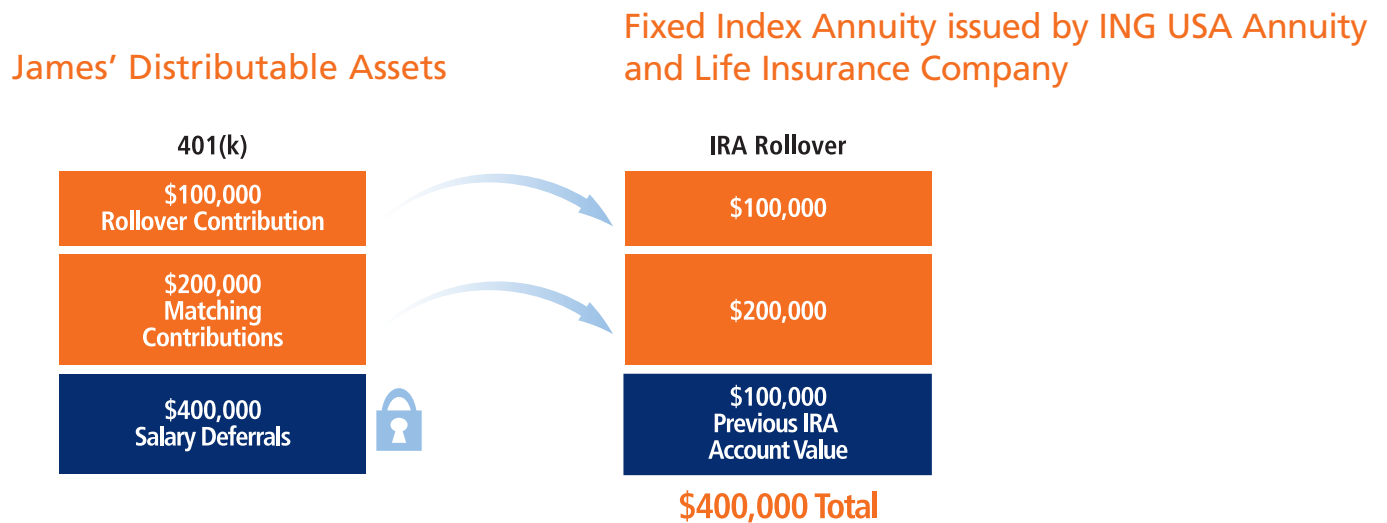 James’ Distributable Assets
Fixed Index Annuity issued by ING USA Annuity
and Life Insurance Company
401(k)
$100,000
Rollover Contribution
$200,000
Matching
Contributions
$400,000
Salary Deferrals
IRA Rollover
$100,000
$200,000
$100,000
Previous IRA
Account Value
$400,000 Total